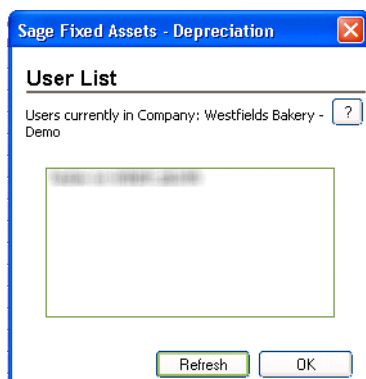 Sage Fixed Assets - Depreciation
User List
Users currently in Company: Westfields Bakery -
Demo
?
Refresh
OK